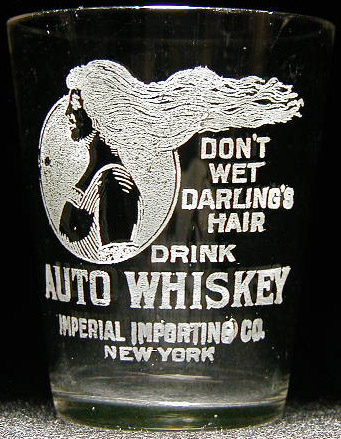 DON'T
WET
DARLING'S
HAIR
DRINK
AUTO WHISKEY
IMPERIAL IMPORTING CO.
NEW YORK